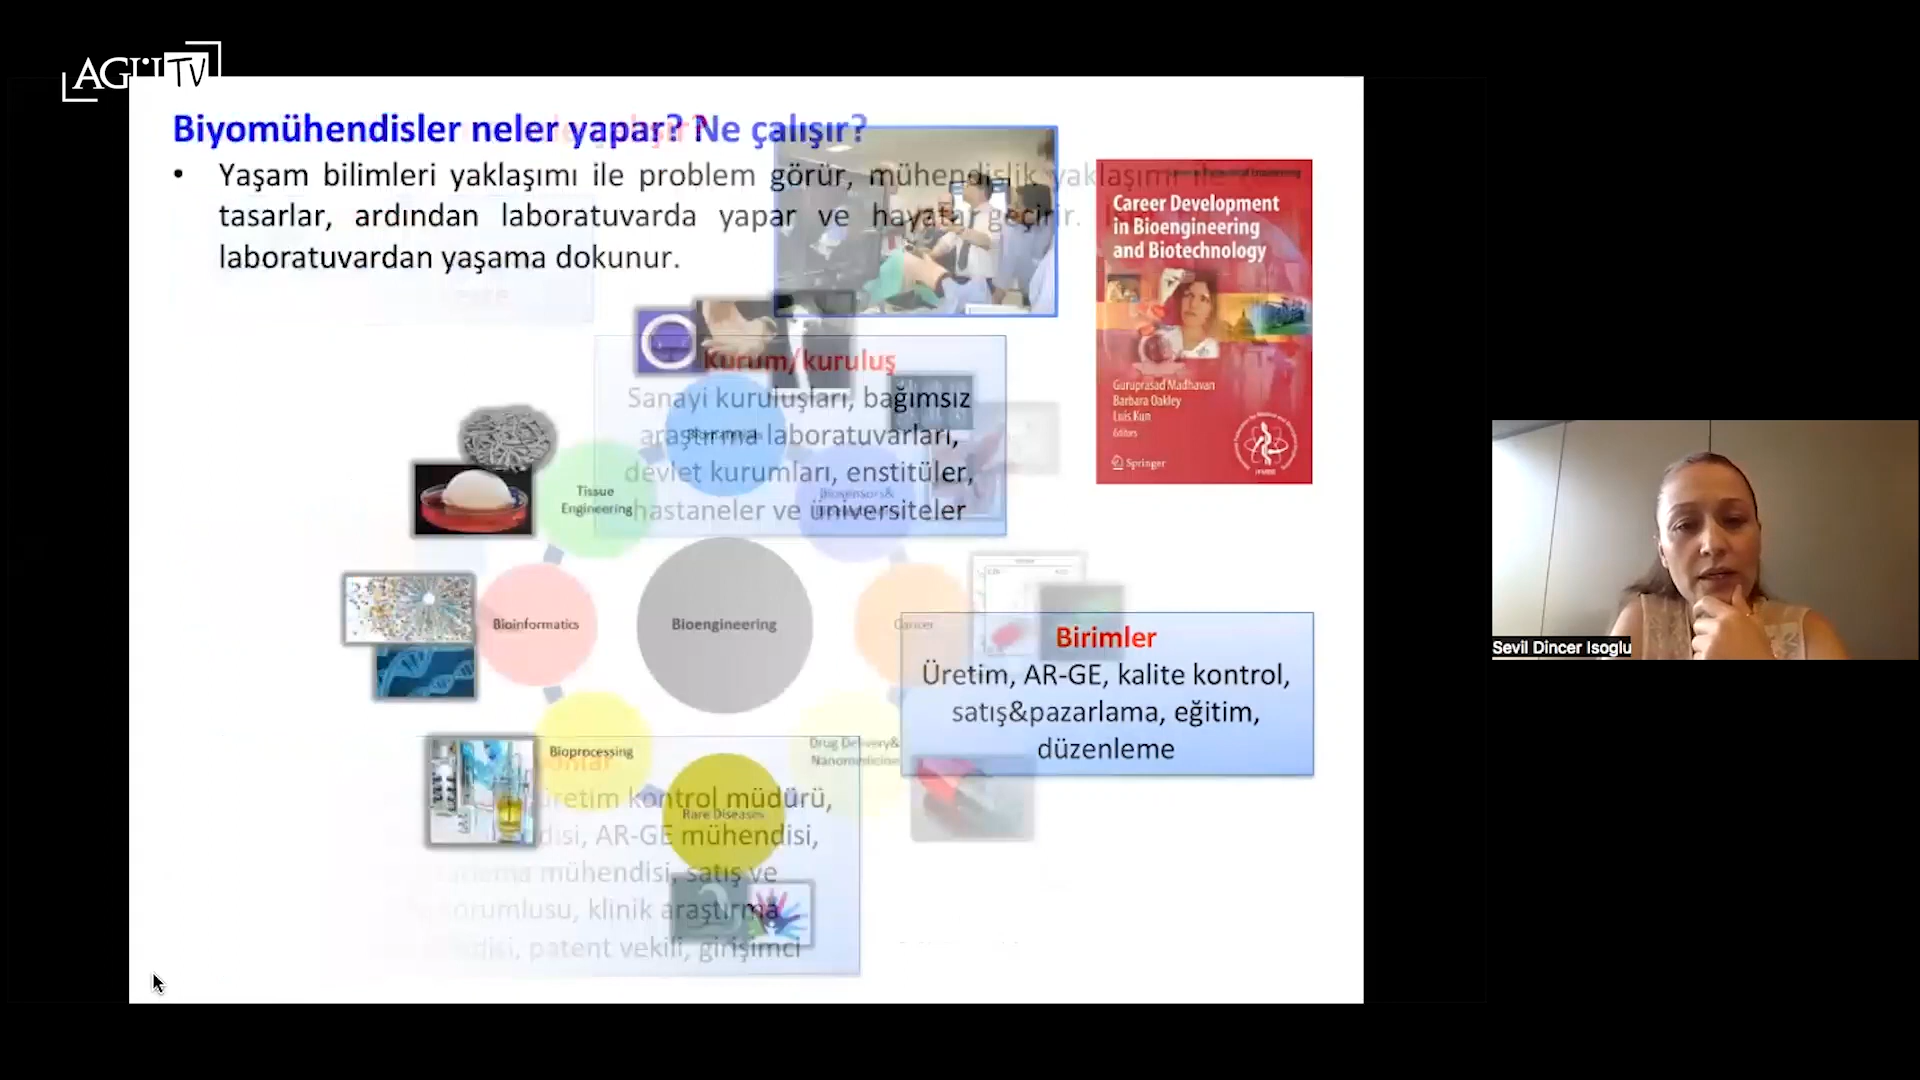 AGÜ TV
Biyomühendisler neler yapar? Ne çalışır?
• Yaşam bilimleri yaklaşımı ile problem görür, mühendislik yaklaşımı ile
tasarlar, ardından laboratuvarda yapar ve hayata geçirir.
laboratuvardan yaşama dokunur.
Career Development
in Bioengineering
and Biotechnology
Guruprasad Madhavan
Barbara Oakley
Luis Kun
Editors
Springer
Kurum/kuruluş
Sanayi kuruluşları, bağımsız
araştırma laboratuvarları,
devlet kurumları, enstitüler,
hastaneler ve üniversiteler
Biosensors&
Tissue
Engineering
Bioinformatics
Bioengineering
Cancer
Bioprocessing
Drug Delivery&
Nanomedicine
Rare Diseases
Birimler
Üretim, AR-GE, kalite kontrol,
satış&pazarlama, eğitim,
düzenleme
üretim kontrol müdürü,
AR-GE mühendisi,
mühendisi, satış ve
sorumlusu, klinik araştırma
patent vekili, girişimci
Sevil Dincer Isoglu